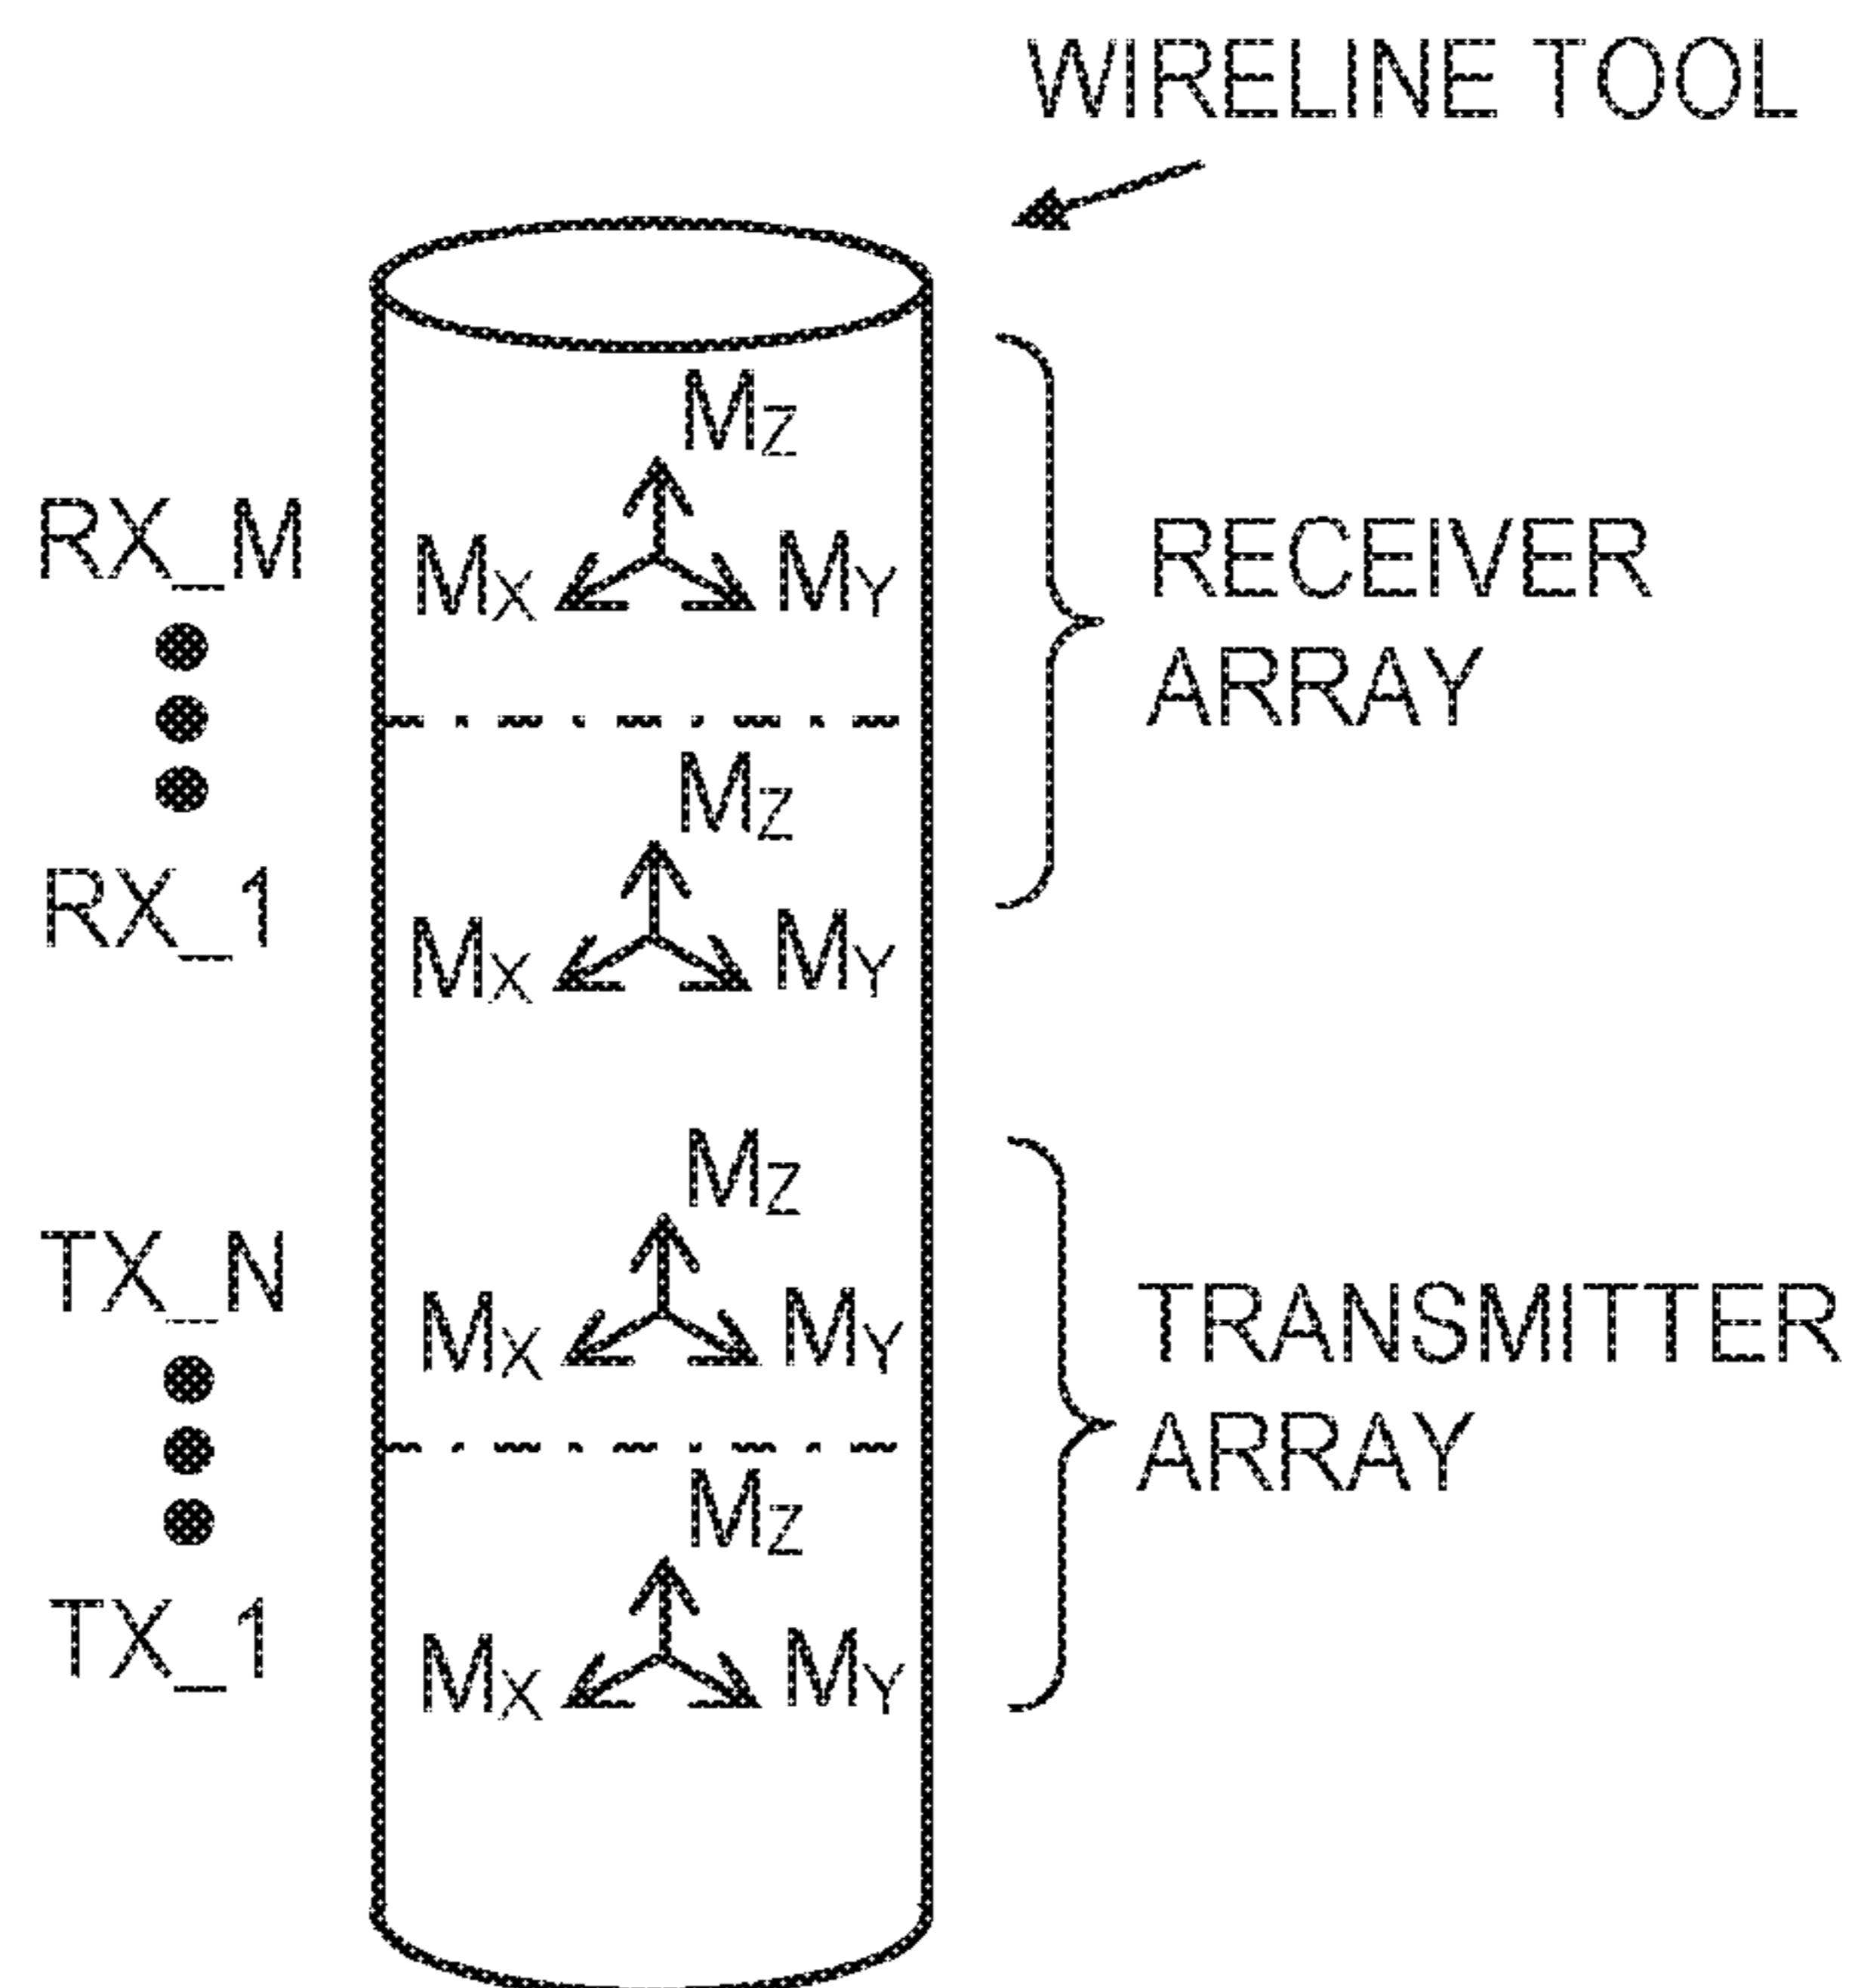 WIRELINE TOOL
MZ
RX_M
MX
MY
RECEIVER
ARRAY
MZ
RX_1
MX
MY
MZ
TX_N
MX
MY
TRANSMITTER
ARRAY
MZ
TX_1
MX
MY